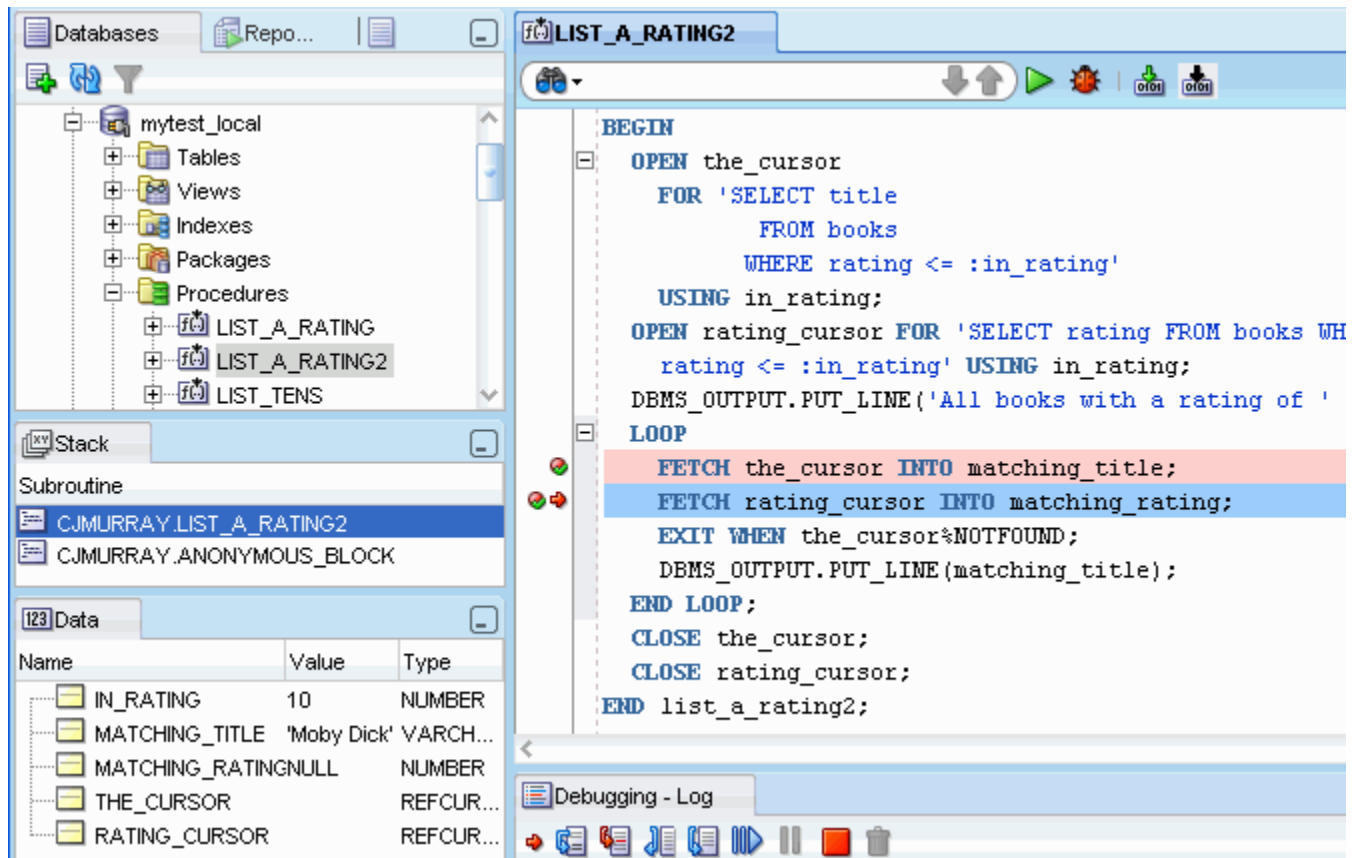 Databases
Repo...
mytest_local
Tables
Views
Indexes
Packages
Procedures
LIST_A_RATING
LIST_A_RATING2
LIST_TENS
Stack
Subroutine
CJMURRAY.LIST_A_RATING2
CJMURRAY.ANONYMOUS_BLOCK
123 Data
Name Value Type
IN_RATING 10 NUMBER
MATCHING_TITLE 'Moby Dick' VARCH...
MATCHING_RATING NULL NUMBER
THE_CURSOR REFCUR...
RATING_CURSOR REFCUR...
LIST_A_RATING2
BEGIN
OPEN the_cursor
FOR 'SELECT title
FROM books
WHERE rating <= :in_rating'
USING in_rating;
OPEN rating_cursor FOR 'SELECT rating FROM books WH
rating <= :in_rating' USING in_rating;
DBMS_OUTPUT.PUT_LINE('All books with a rating of '
LOOP
FETCH the_cursor INTO matching_title;
FETCH rating_cursor INTO matching_rating;
EXIT WHEN the_cursor%NOTFOUND;
DBMS_OUTPUT.PUT_LINE(matching_title);
END LOOP;
CLOSE the_cursor;
CLOSE rating_cursor;
END list_a_rating2;
Debugging - Log